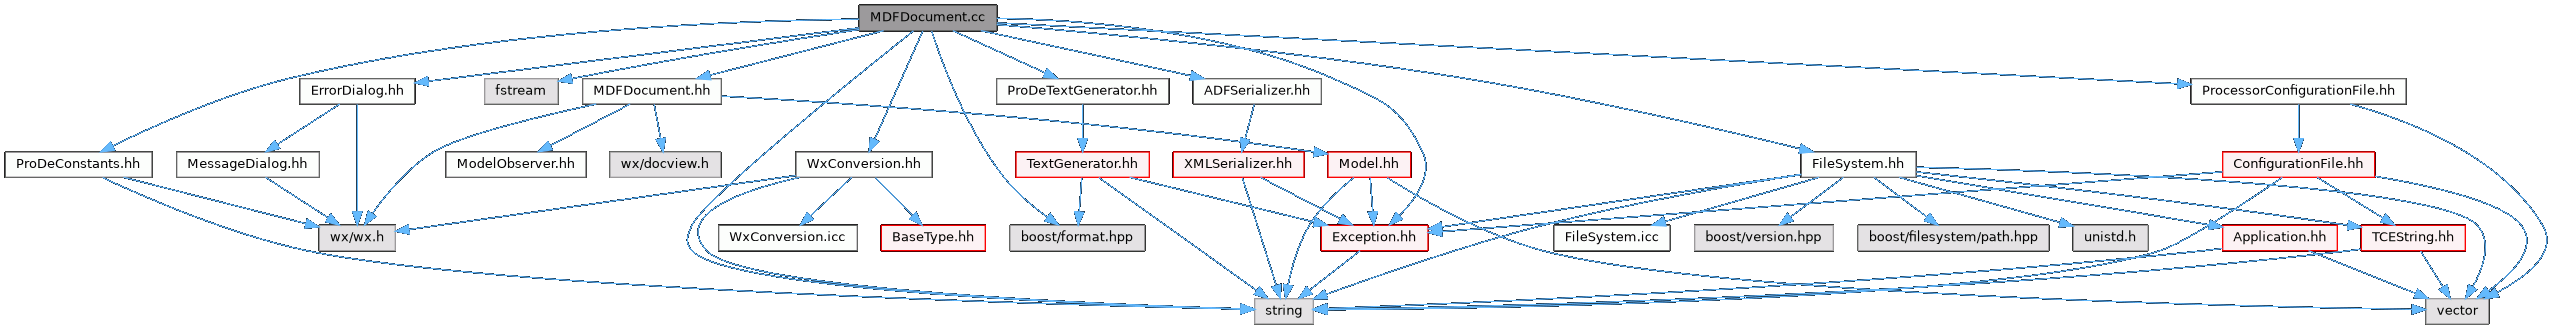 MDFDocument.cc
ErrorDialog.hh
fstream
MDFDocument.hh
ProDeTextGenerator.hh
ADFSerializer.hh
ProcessorConfigurationFile.hh
ProDeConstants.hh
MessageDialog.hh
ModelObserver.hh
wx/docview.h
WxConversion.hh
TextGenerator.hh
XMLSerializer.hh
Model.hh
FileSystem.hh
ConfigurationFile.hh
wx/wx.h
WxConversion.icc
BaseType.hh
boost/format.hpp
Exception.hh
FileSystem.icc
boost/version.hpp
boost/filesystem/path.hpp
unistd.h
Application.hh
TCEString.hh
string
vector